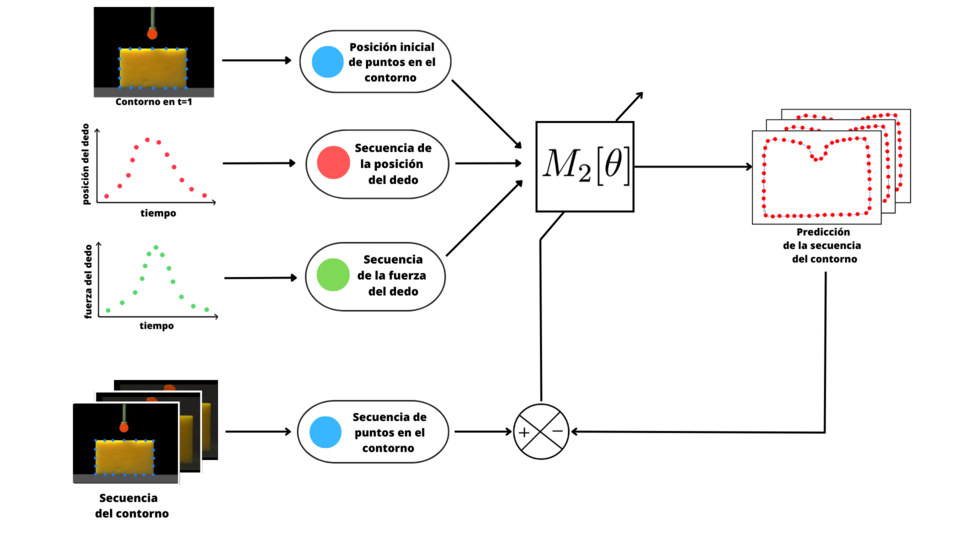 Contorno en t=1
Posición inicial
de puntos en el
contorno
posición del dedo
tiempo
Secuencia de
la posición
del dedo
fuerza del dedo
tiempo
Secuencia
de la fuerza
del dedo
M₂[θ]
Predicción
de la secuencia
del contorno
Secuencia
del contorno
Secuencia de
puntos en el
contorno
+ −